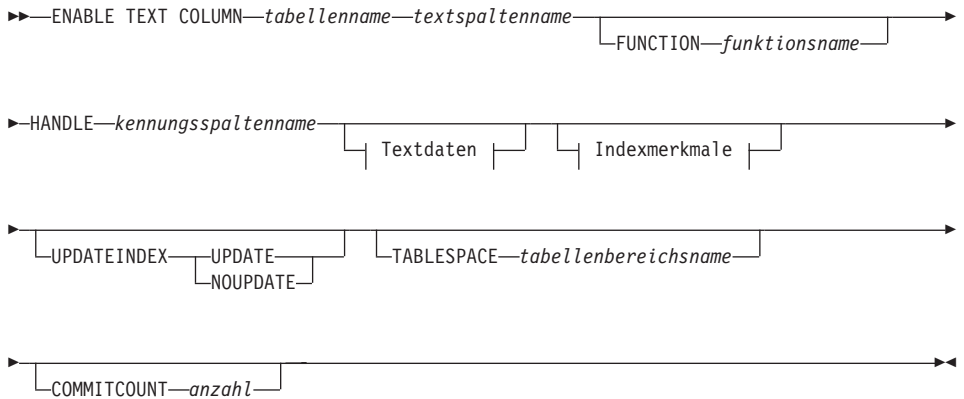 ENABLE TEXT COLUMN tabellenname textspaltenname
FUNCTION funktionsname
HANDLE kennungsspaltenname
Textdaten Indexmerkmale
UPDATEINDEX UPDATE TABLESPACE tabellenbereichsname
NOUPDATE
COMMITCOUNT anzahl